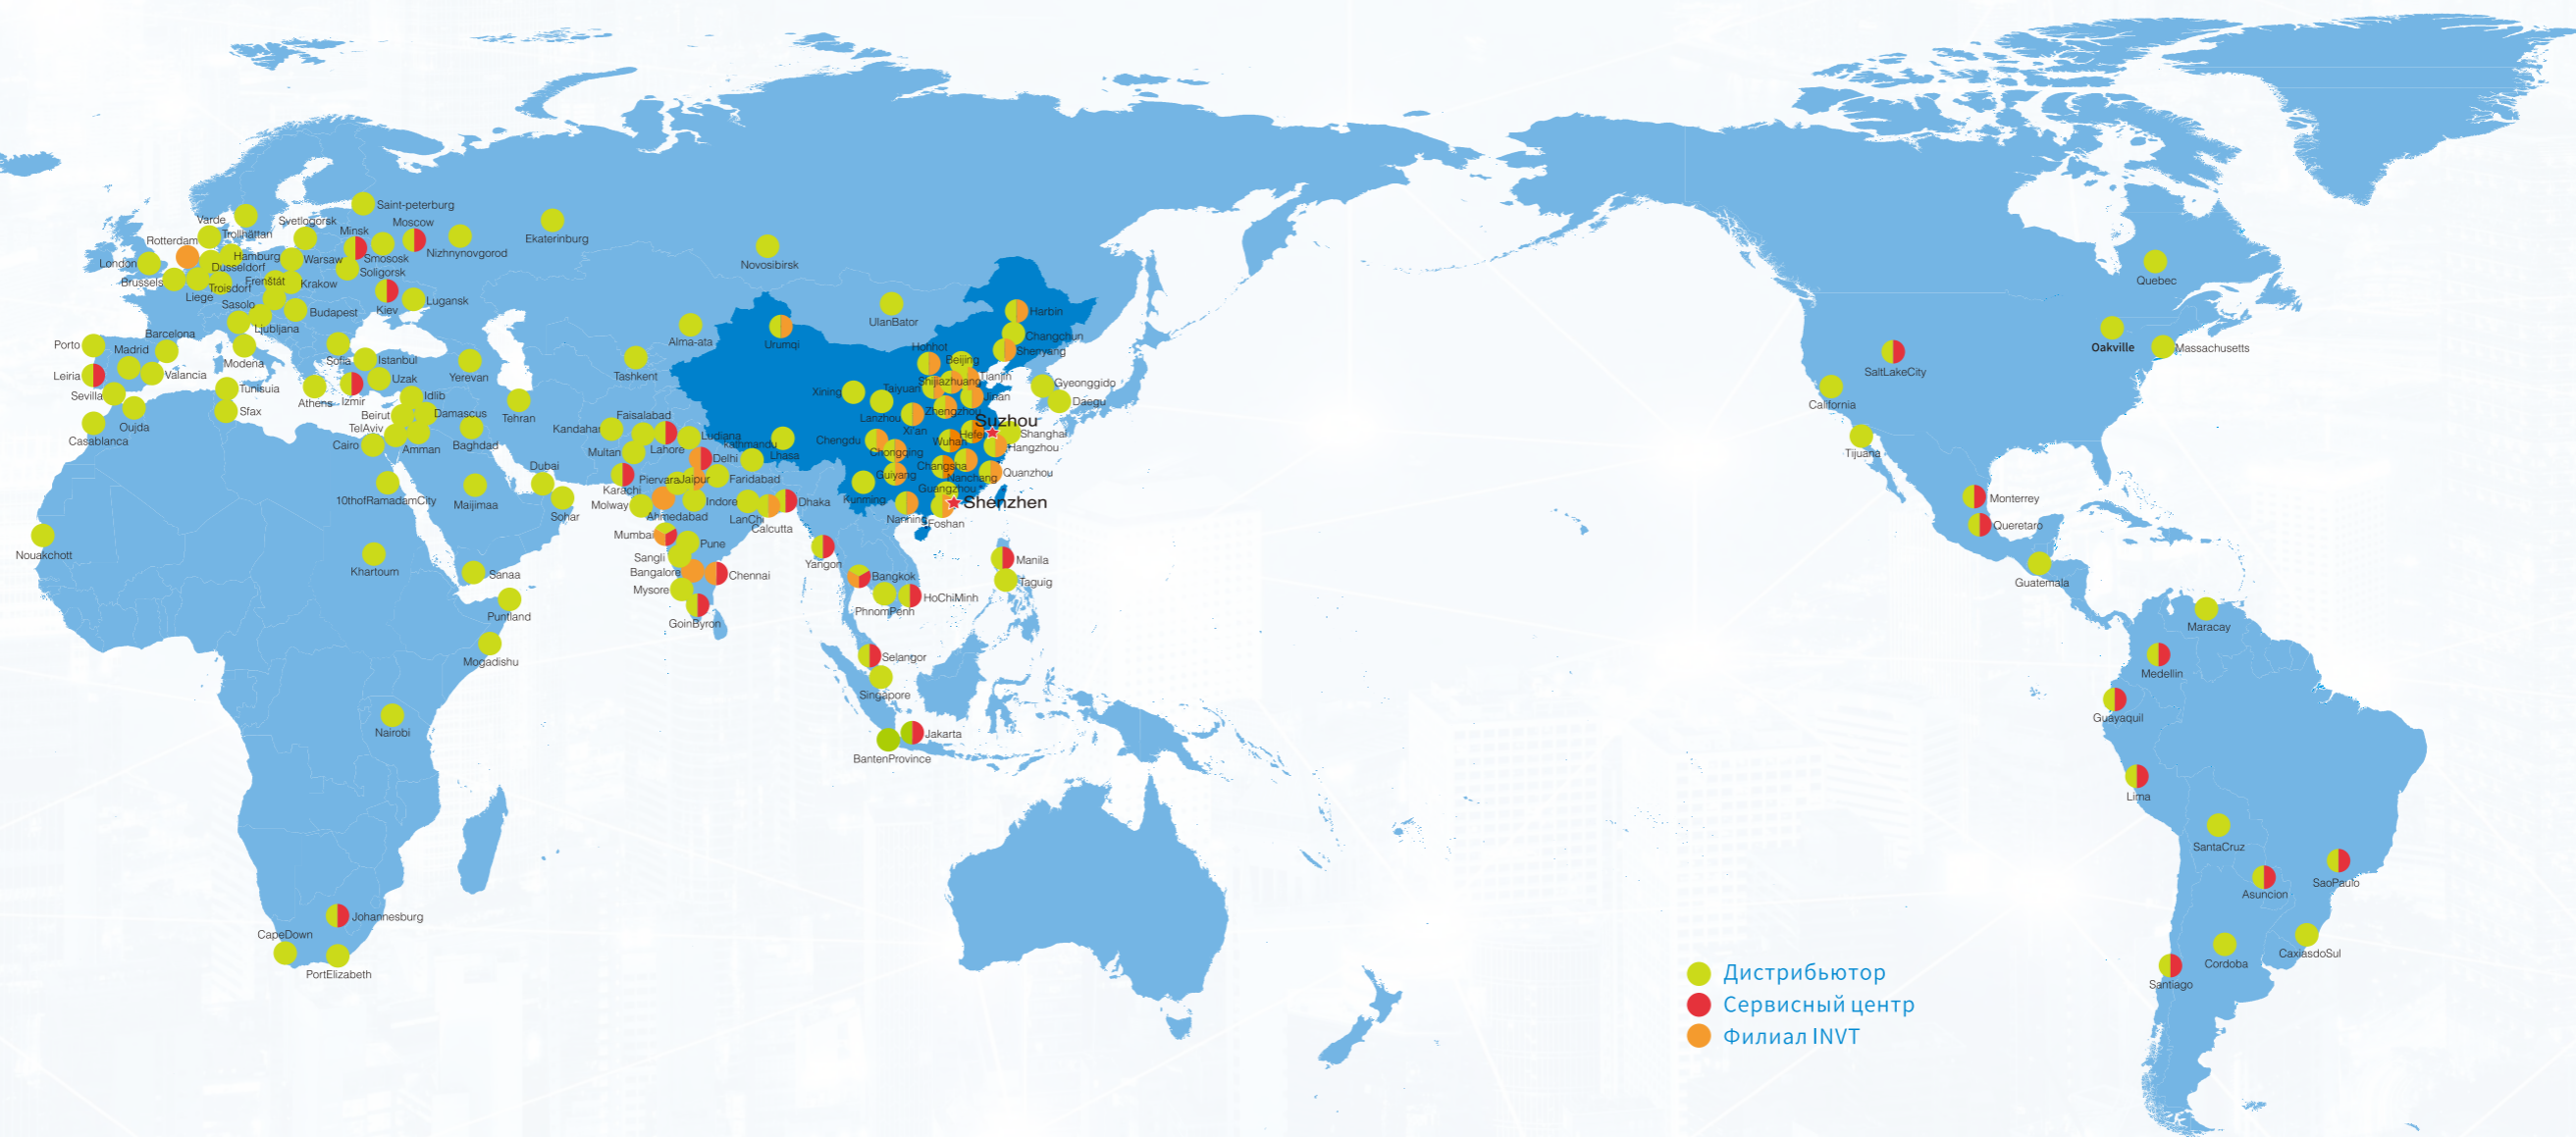 Saint-peterburg
Varde
Trollhättan
Svetlogorsk
Moscow
Minsk
Rotterdam
Nizhnynovgorod
Ekaterinburg
London
Hamburg
Dusseldorf
Warsaw
Smososk
Soligorsk
Brussels
Liege
Troisdorf
Frenštát
Krakow
Kiev
Lugansk
Sasolo
Budapest
Ljubljana
Porto
Madrid
Barcelona
Modena
Sofia
Istanbul
Leiria
Valancia
Sevilla
Tunisuia
Athens
Izmir
Uzak
Yerevan
Oujda
Sfax
Idlib
Beirut
Damascus
Tehran
Casablanca
TelAviv
Cairo
Amman
Baghdad
10thofRamadamCity
Maijimaa
Dubai
Sohar
Nouakchott
Khartoum
Sanaa
Puntland
Mogadishu
Nairobi
Johannesburg
CapeDown
PortElizabeth
Novosibirsk
UlanBator
Alma-ata
Urumqi
Tashkent
Harbin
Changchun
Sherryang
Hohhot
Beijing
Tianjin
Shijiazhuang
Taiyuan
Jinan
Xining
Lanzhou
Zhengzhou
Xi'an
Gyeonggido
Daegu
Suzhou
Shanghai
Hefei
Wuhan
Hangzhou
Chengdu
Chongqing
Changsha
Nancheng
Quanzhou
Guiyang
Guangzhou
Kunming
Shenzhen
Nanning
Foshan
Lhasa
kathmandu
Kandahar
Faisalabad
Lahore
Ludiana
Multan
Delhi
Karachi
Piervara
Jaipur
Faridabad
Molway
Ahmedabad
Indore
LanChi
Calcutta
Dhaka
Mumbai
Pune
Sangli
Bangalore
Chennai
Mysore
GoinByron
Yangon
Bangkok
PhnomPenh
HoChiMinh
Manila
Taguig
Selangor
Singapore
Jakarta
BantenProvince
Quebec
Oakville
Massachusetts
SaltLakeCity
California
Tijuana
Monterrey
Queretaro
Guatemala
Maracay
Medellin
Guayaquil
Lima
SantaCruz
SaoPaulo
Asuncion
CaxiasdoSul
Cordoba
Santiago
Дистрибьютор
Сервисный центр
Филиал INVT